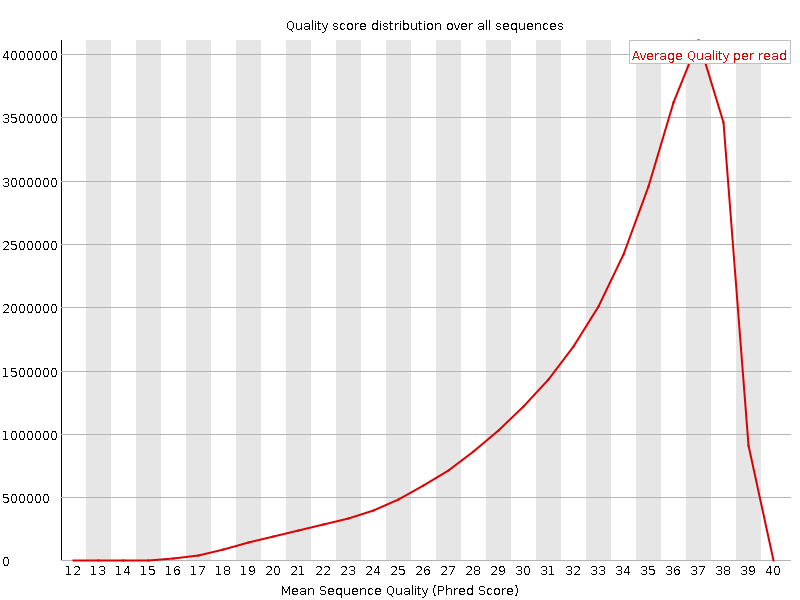 Quality score distribution over all sequences
Average Quality per read
4000000
3500000
3000000
2500000
2000000
1500000
1000000
500000
0
12 13 14 15 16 17 18 19 20 21 22 23 24 25 26 27 28 29 30 31 32 33 34 35 36 37 38 39 40
Mean Sequence Quality (Phred Score)